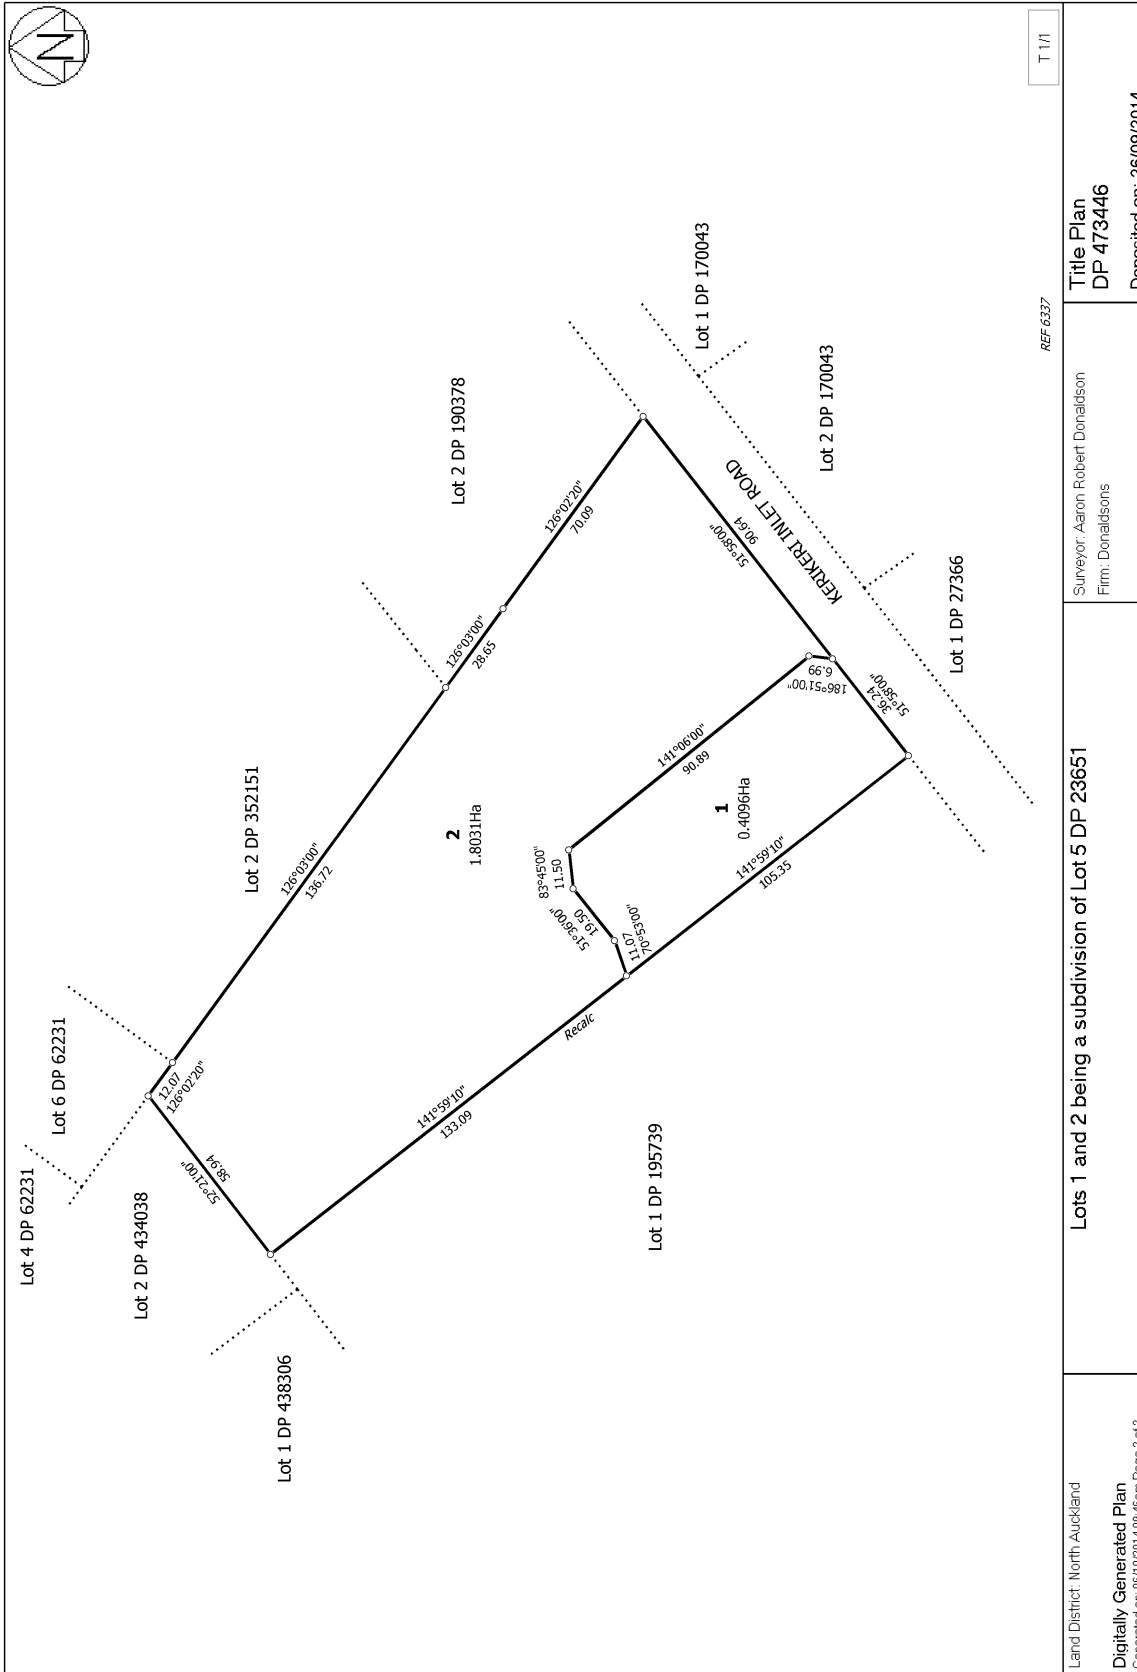 N
T 1/1
Lot 4 DP 62231
Lot 6 DP 62231
Lot 2 DP 434038
Lot 1 DP 438306
Lot 2 DP 352151
Lot 2 DP 190378
Lot 1 DP 170043
Lot 2 DP 170043
Lot 1 DP 27366
Lot 1 DP 195739
KERIKERI INLET ROAD
12.07
126°02'20"
52°21'00"
58.94
126°03'00"
136.72
126°03'00"
28.65
126°02'20"
70.09
51°58'00"
90.64
186°51'00"
6.99
36.24
51°58'00"
141°06'00"
90.89
83°45'00"
11.50
51°36'00"
19.50
11.07
70°53'00"
141°59'10"
105.35
141°59'10"
133.09
Recalc
2
1.8031Ha
1
0.4096Ha
REF 6337
Land District: North Auckland
Digitally Generated Plan
Lots 1 and 2 being a subdivision of Lot 5 DP 23651
Surveyor: Aaron Robert Donaldson
Firm: Donaldsons
Title Plan
DP 473446
Deposited on: 26/09/2014